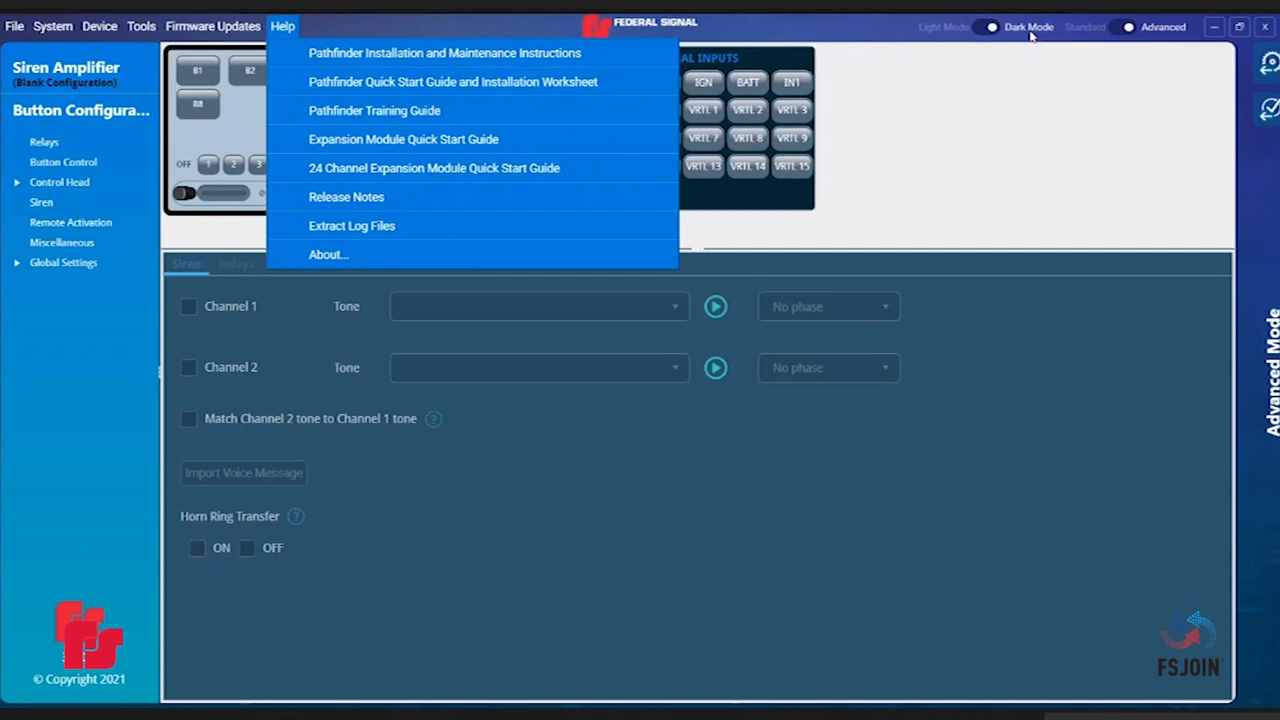 File System Device Tools Firmware Updates Help
FEDERAL SIGNAL
Light Mode Dark Mode Standard Advanced
Siren Amplifier
(Blank Configuration)
Button Configura...
Relays
Button Control
Control Head
Siren
Remote Activation
Miscellaneous
Global Settings
© Copyright 2021
B1 B2
B8
OFF 1 2 3
Pathfinder Installation and Maintenance Instructions
Pathfinder Quick Start Guide and Installation Worksheet
Pathfinder Training Guide
Expansion Module Quick Start Guide
24 Channel Expansion Module Quick Start Guide
Release Notes
Extract Log Files
About...
AL INPUTS
IGN BATT IN1
VRTL 1 VRTL 2 VRTL 3
VRTL 7 VRTL 8 VRTL 9
VRTL 13 VRTL 14 VRTL 15
Siren Relays
Channel 1 Tone No phase
Channel 2 Tone No phase
Match Channel 2 tone to Channel 1 tone ?
Import Voice Message
Horn Ring Transfer ?
ON OFF
Advanced Mode
FSJOIN